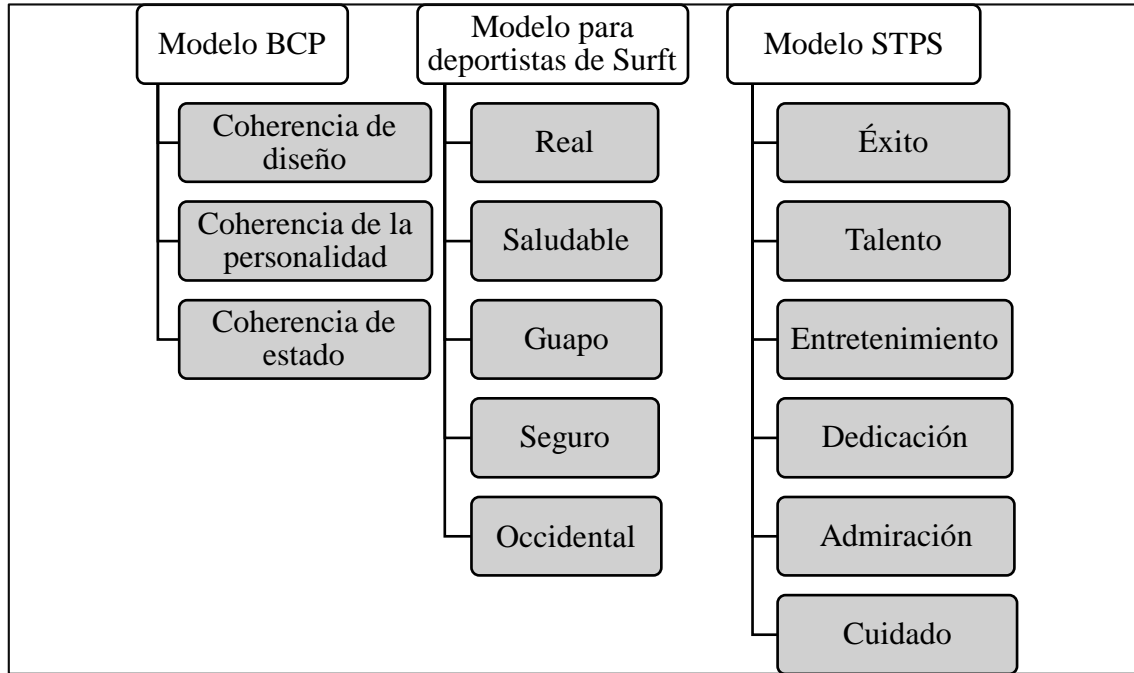 Modelo BCP
Coherencia de
diseño
Coherencia de la
personalidad
Coherencia de
estado
Modelo para
deportistas de Surft
Real
Saludable
Guapo
Seguro
Occidental
Modelo STPS
Éxito
Talento
Entretenimiento
Dedicación
Admiración
Cuidado